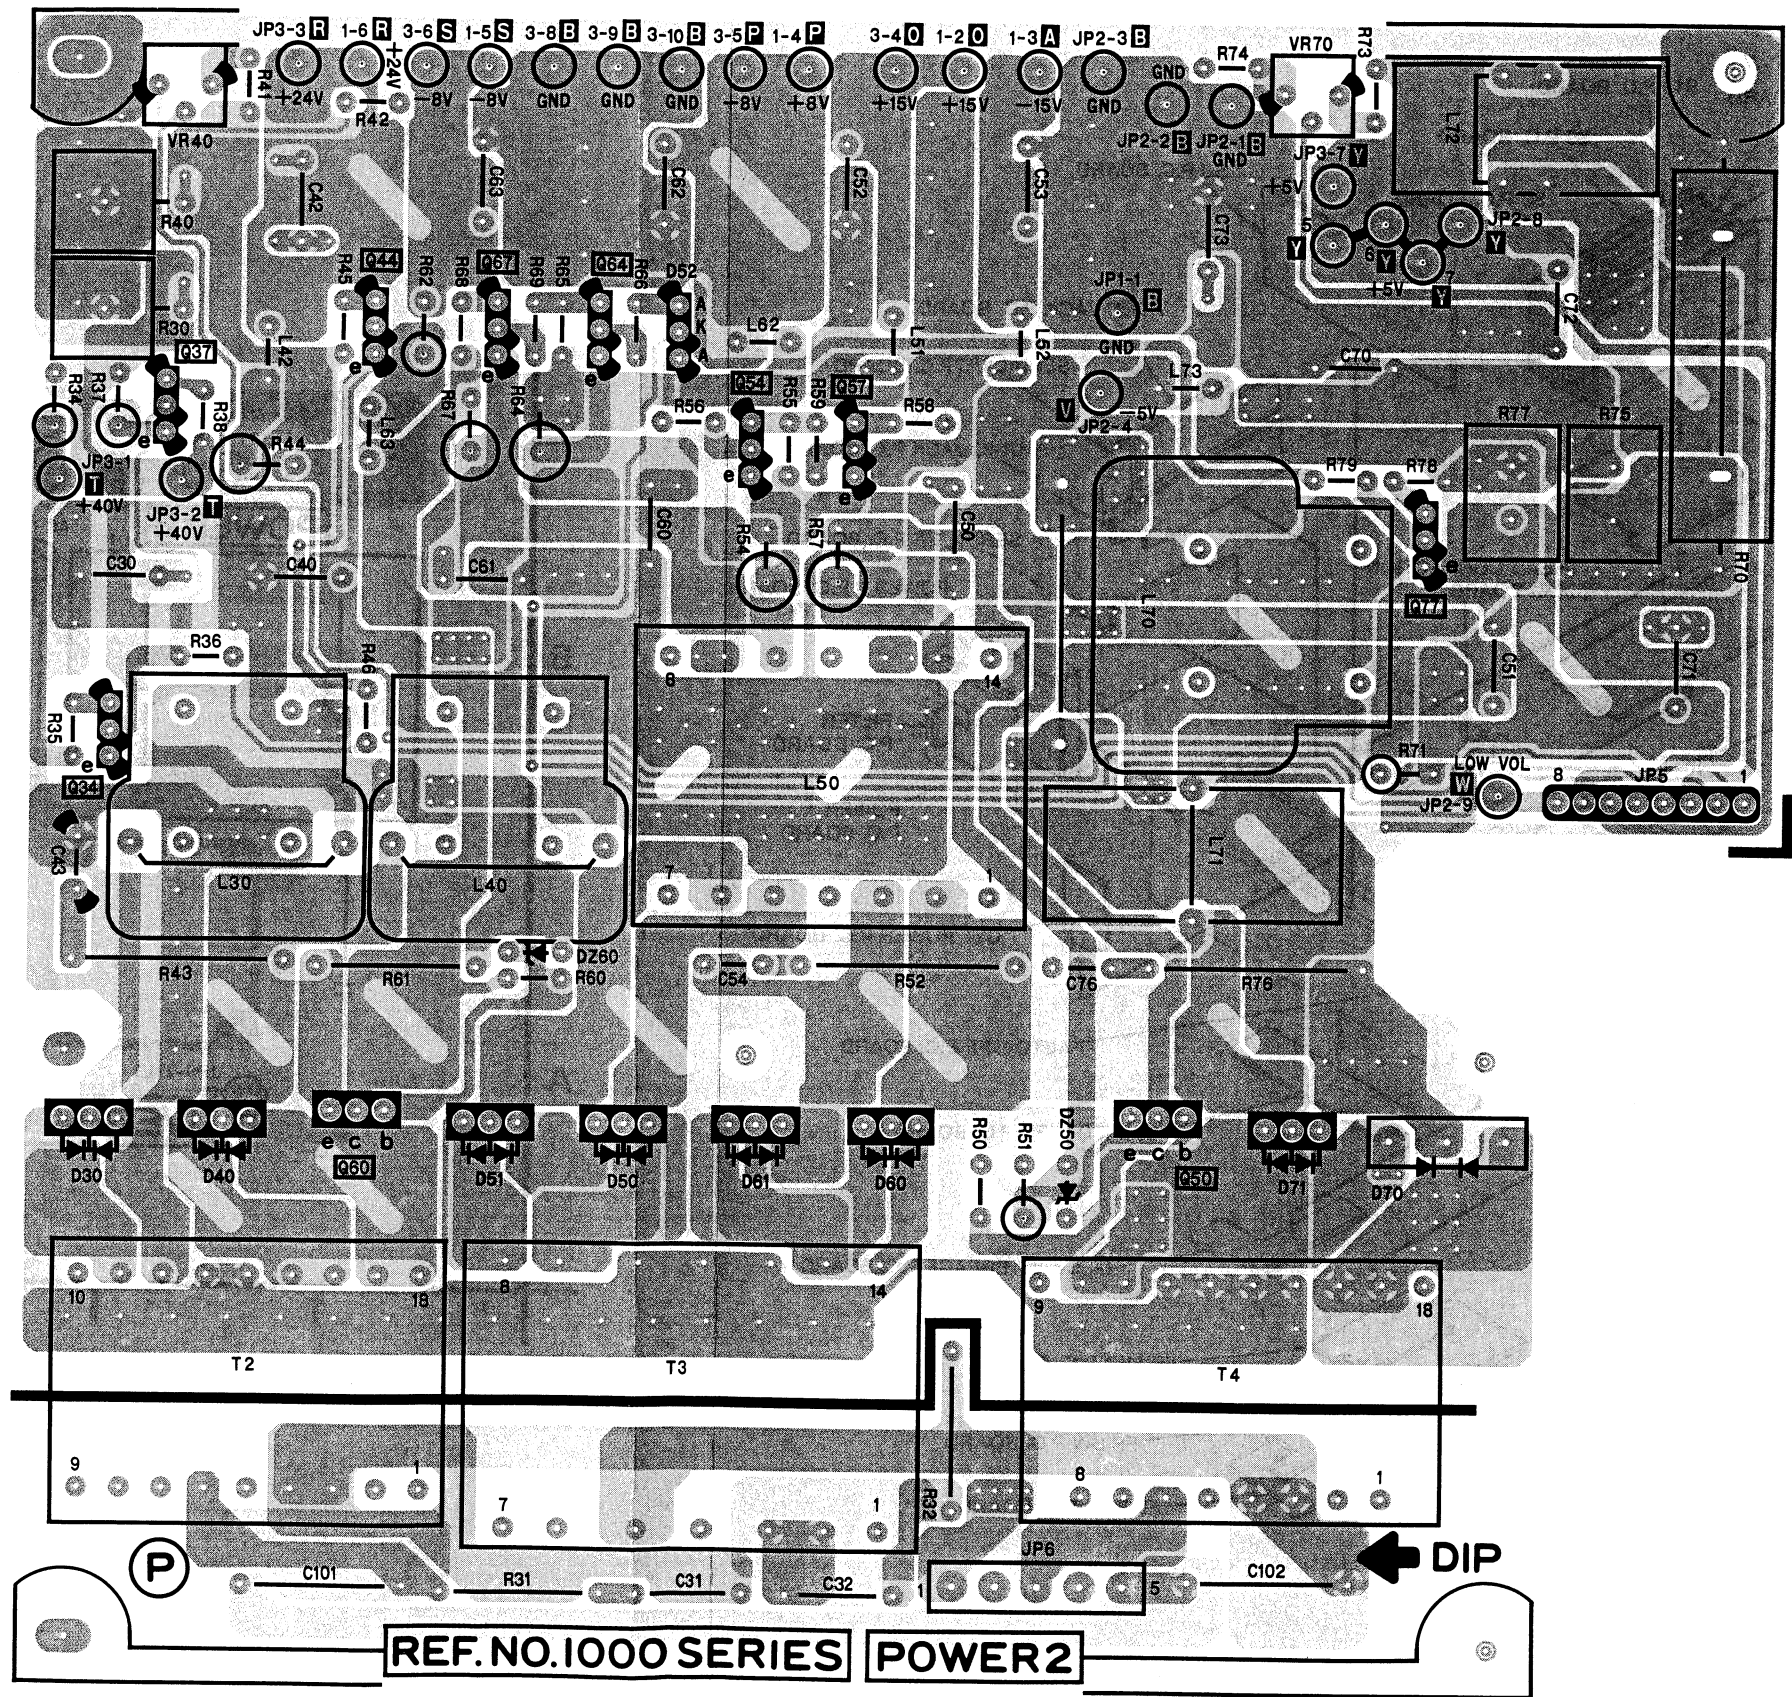 JP3-3 R 1-6 R 3-6 S 1-5 S 3-8 B 3-9 B 3-10 B 3-5 P 1-4 P 3-4 O 1-2 O 1-3 A JP2-3 B
R74 VR70 R73
R41 +24V +24V −8V −8V GND GND GND +8V +8V +15V +15V −15V GND GND
VR40 R42 JP2-2 B JP2-1 B GND
L72
JP3-7 Y
+5V
R40 C42 C63 C62 C52 C53 C73
5 Y 6 Y JP2-8 Y
+5V 7 Y
R30 R45 Q44 R62 R68 Q67 R69 R65 Q64 R66 D52
A
K
A
JP1-1 B
GND
C72
Q37 L42 e e e L62 L51 L52
C70
R34 R37 R38 e
Q54 R55 R59 Q57 L73
V −5V
JP2-4
L63 R67 R64 R56 R58
R77 R75
R44
JP3-1 T
+40V
JP3-2 T
+40V
e e
R79 R78
C60 R54 R57 C50
C30 C40 C61
L70
e
Q77
R70
R36 R46
6 14
C51 C71
R35 e
Q34
L50
R71
LOW VOL
W
JP2-9
8 JP5 1
C43 L30 L40
7 1
L71
R43 R61 DZ60
R60
C54 R52 C76 R76
D30 D40
e c b
Q60
D51 D50 D61 D60
R50 R51 DZ50
e c b
Q50
D71 D70
10 18 8 14 9 18
T2 T3 T4
9 1 7 1 R32 8 1
P
C101 R31 C31 C32
JP6
1 5
C102
DIP
REF. NO. 1000 SERIES POWER2